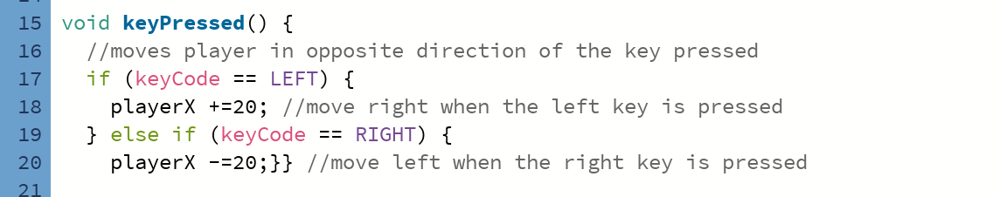 15 void keyPressed() {
16   //moves player in opposite direction of the key pressed
17   if (keyCode == LEFT) {
18     playerX +=20; //move right when the left key is pressed
19   } else if (keyCode == RIGHT) {
20     playerX -=20;}} //move left when the right key is pressed
21